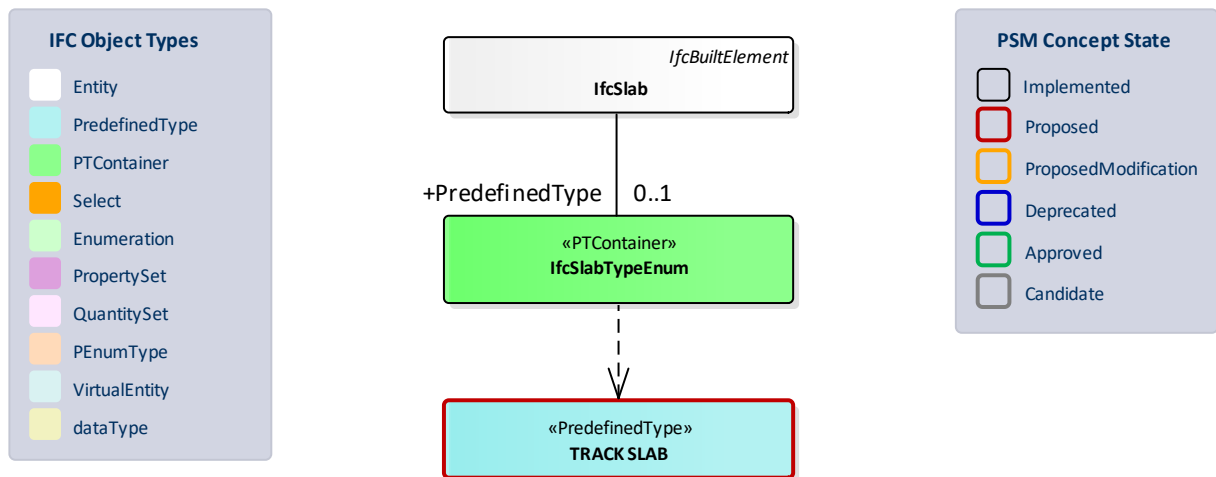 IFC Object Types
Entity
PredefinedType
PTContainer
Select
Enumeration
PropertySet
QuantitySet
PEnumType
VirtualEntity
dataType
IfcBuiltElement
IfcSlab
+PredefinedType 0..1
«PTContainer»
IfcSlabTypeEnum
«PredefinedType»
TRACK SLAB
PSM Concept State
Implemented
Proposed
ProposedModification
Deprecated
Approved
Candidate